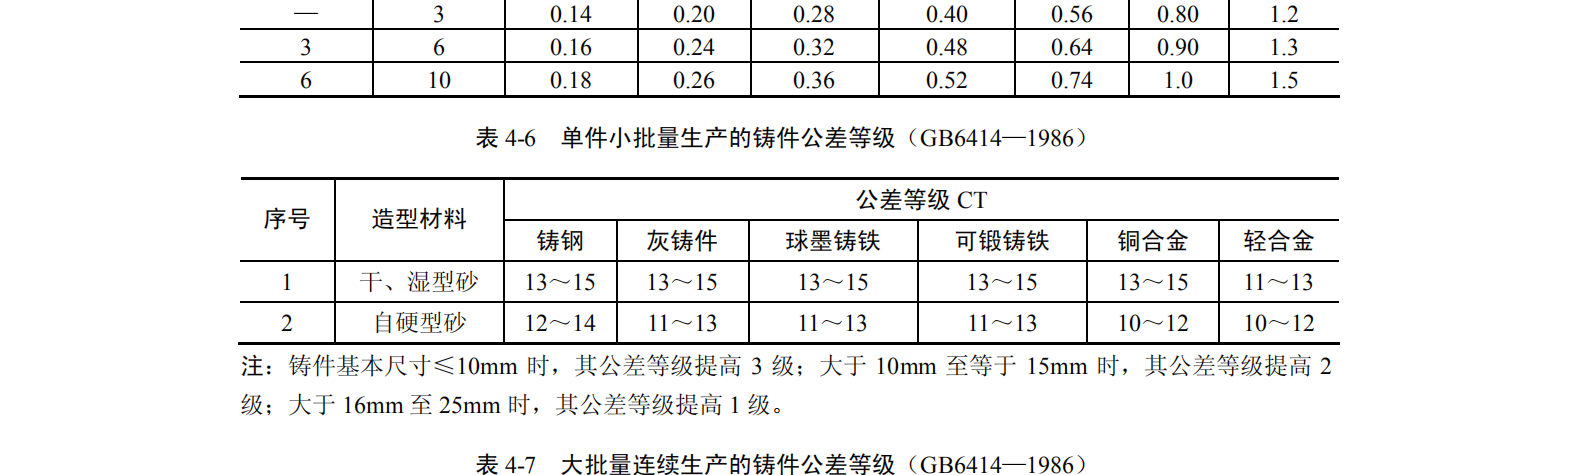 — 3 0.14 0.20 0.28 0.40 0.56 0.80 1.2
3 6 0.16 0.24 0.32 0.48 0.64 0.90 1.3
6 10 0.18 0.26 0.36 0.52 0.74 1.0 1.5
表 4-6 单件小批量生产的铸件公差等级（GB6414—1986）
序号 造型材料 公差等级 CT
铸钢 灰铸件 球墨铸铁 可锻铸铁 铜合金 轻合金
1 干、湿型砂 13～15 13～15 13～15 13～15 13～15 11～13
2 自硬型砂 12～14 11～13 11～13 11～13 10～12 10～12
注：铸件基本尺寸≤10mm 时，其公差等级提高 3 级；大于 10mm 至等于 15mm 时，其公差等级提高 2
级；大于 16mm 至 25mm 时，其公差等级提高 1 级。
表 4-7 大批量连续生产的铸件公差等级（GB6414—1986）